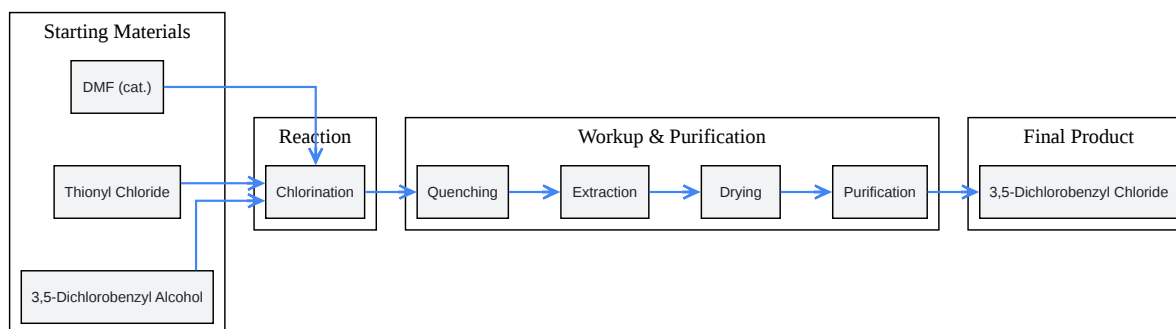 Starting Materials
DMF (cat.)
Thionyl Chloride
3,5-Dichlorobenzyl Alcohol
Reaction
Chlorination
Workup & Purification
Quenching
Extraction
Drying
Purification
Final Product
3,5-Dichlorobenzyl Chloride